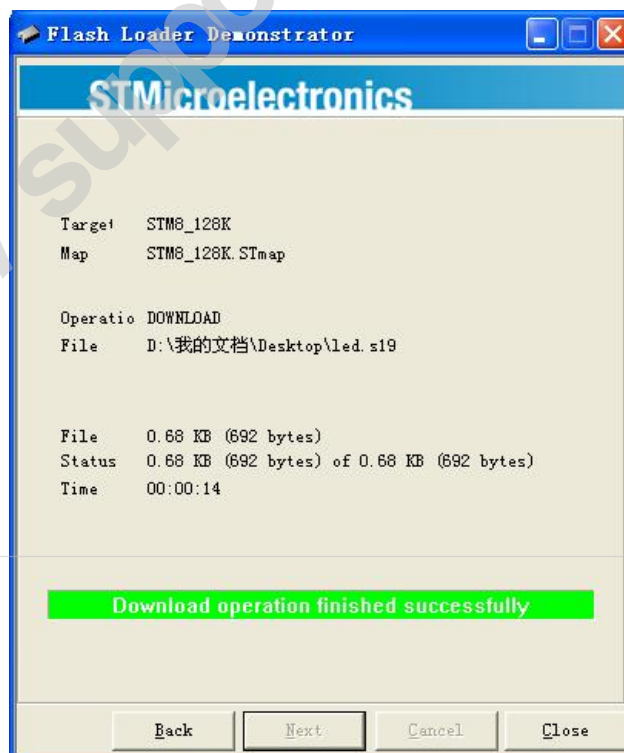 Flash Loader Demonstrator
STMicroelectronics
Target STM8_128K
Map STM8_128K.STmap
Operatio DOWNLOAD
File D:\我的文档\Desktop\led.s19
File 0.68 KB (692 bytes)
Status 0.68 KB (692 bytes) of 0.68 KB (692 bytes)
Time 00:00:14
Download operation finished successfully
Back Next Cancel Close